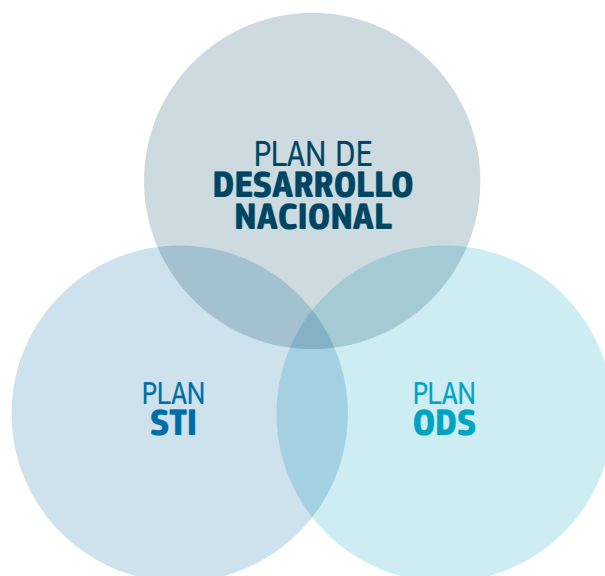 PLAN DE
DESARROLLO
NACIONAL
PLAN
STI
PLAN
ODS